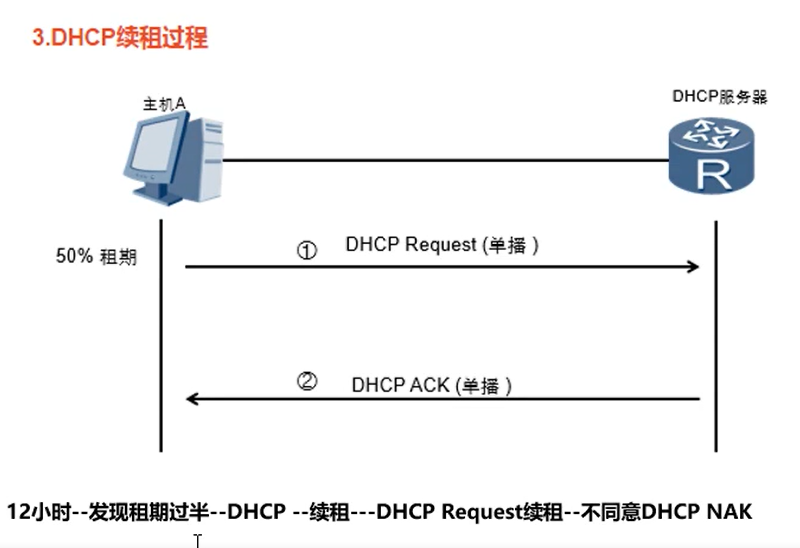 3.DHCP续租过程
主机A
DHCP服务器
R
50% 租期
① DHCP Request (单播 )
② DHCP ACK (单播 )
12小时--发现租期过半--DHCP --续租---DHCP Request续租--不同意DHCP NAK